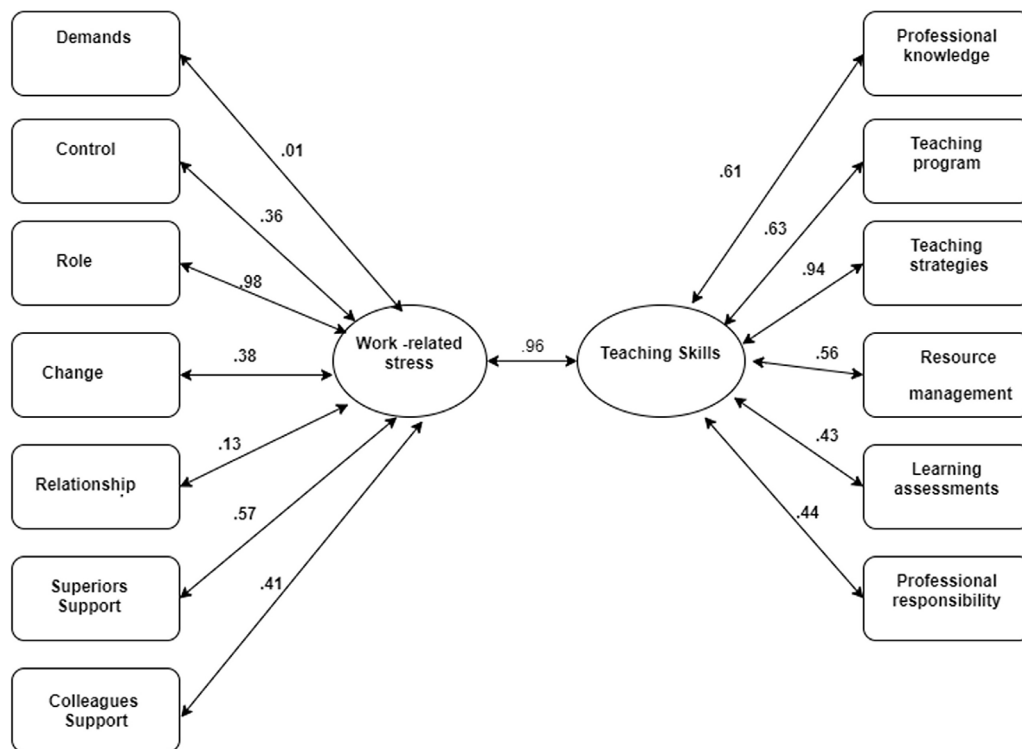 Demands
Control
Role
Change
Relationship
.
Superiors
Support
Colleagues
Support
.01
.36
.98
.38
.13
.57
.41
Work -related
stress
.96
Teaching Skills
.61
.63
.94
.56
.43
.44
Professional
knowledge
Teaching
program
Teaching
strategies
Resource
management
Learning
assessments
Professional
responsibility